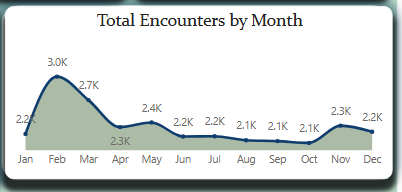 Total Encounters by Month
2.2K
3.0K
2.7K
2.3K
2.4K
2.2K
2.2K
2.1K
2.1K
2.1K
2.3K
2.2K
Jan Feb Mar Apr May Jun Jul Aug Sep Oct Nov Dec